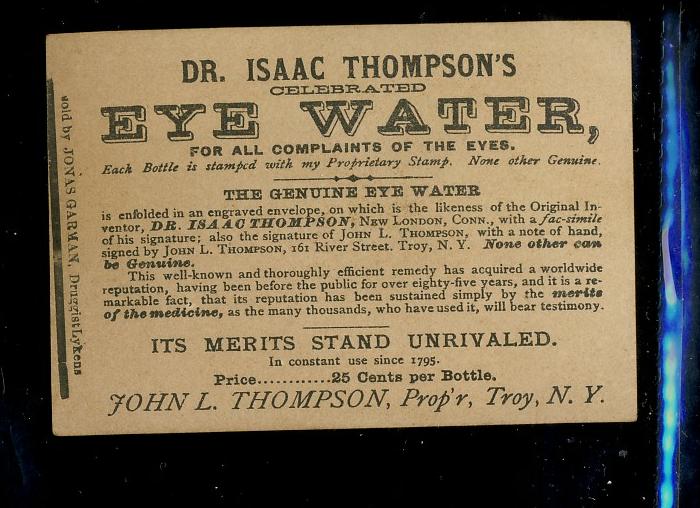 DR. ISAAC THOMPSON'S
CELEBRATED
EYE WATER,
FOR ALL COMPLAINTS OF THE EYES.
Each Bottle is stamped with my Proprietary Stamp. None other Genuine.
THE GENUINE EYE WATER
is enfolded in an engraved envelope, on which is the likeness of the Original In-
ventor, DR. ISAAC THOMPSON, NEW LONDON, CONN., with a fac-simile
of his signature; also the signature of JOHN L. THOMPSON, with a note of hand,
signed by JOHN L. THOMPSON, 161 River Street. Troy, N. Y. None other can
be Genuine.
This well-known and thoroughly efficient remedy has acquired a worldwide
reputation, having been before the public for over eighty-five years, and it is a re-
markable fact, that its reputation has been sustained simply by the merits
of the medicine, as the many thousands, who have used it, will bear testimony.
ITS MERITS STAND UNRIVALED.
In constant use since 1795.
Price............25 Cents per Bottle.
JOHN L. THOMPSON, Prop'r, Troy, N. Y.
sold by JONAS GARMAN, Druggist Lykens